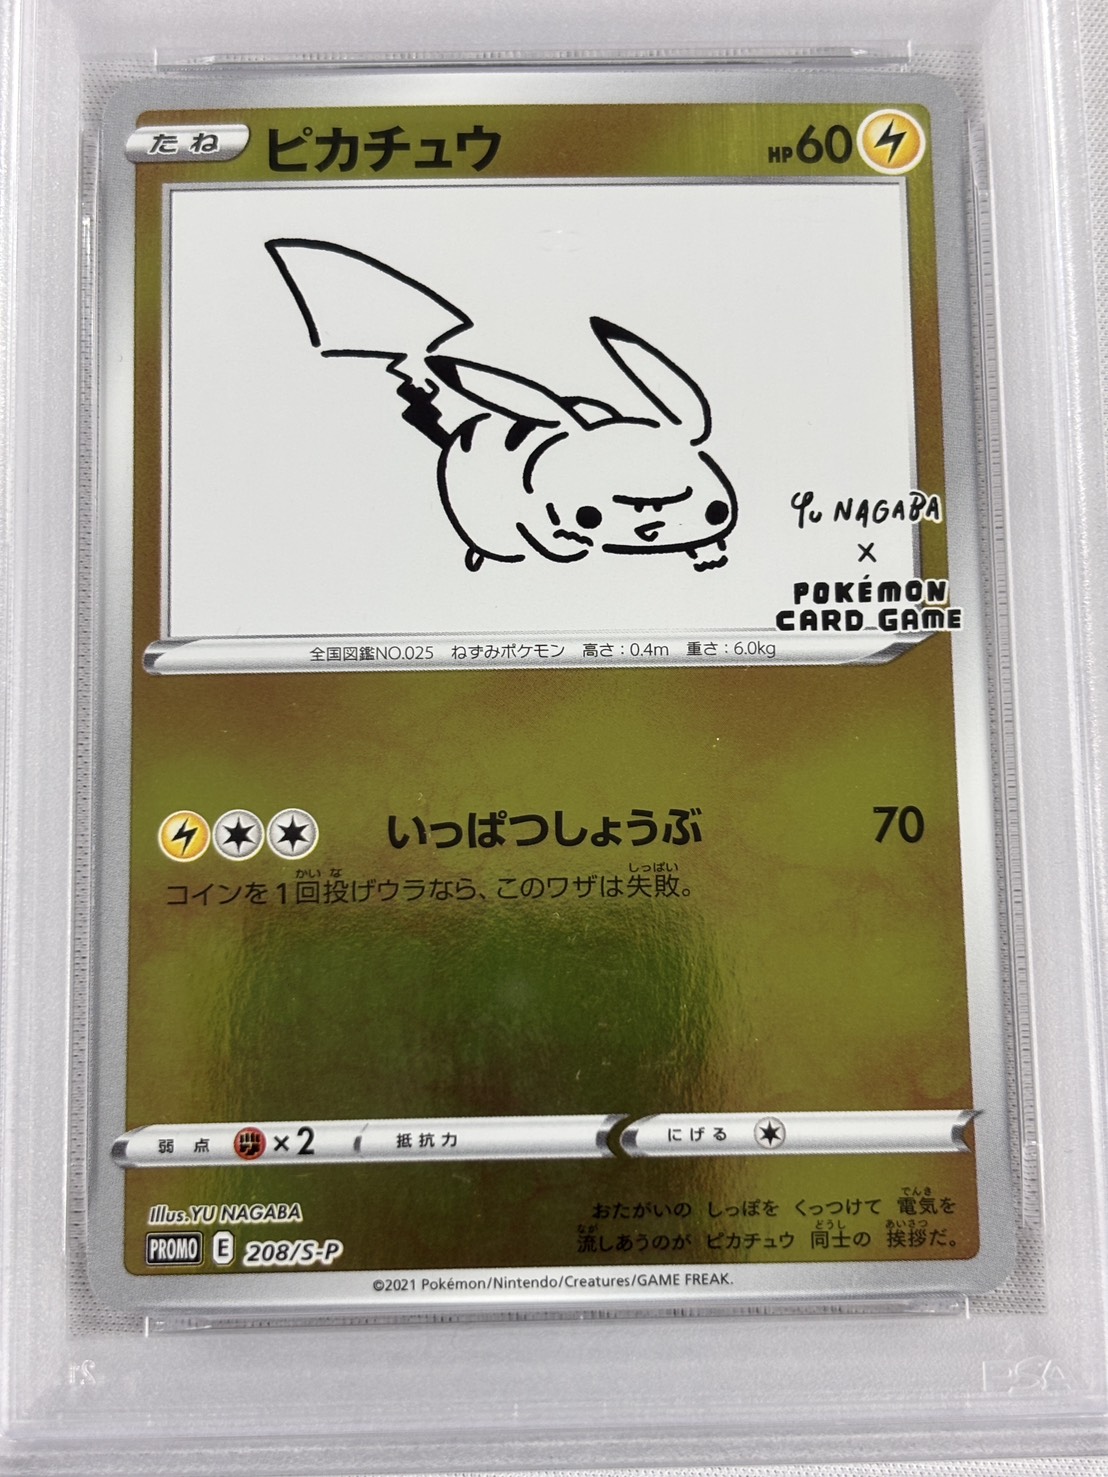 たね ピカチュウ HP60
YU NAGABA
×
POKÉMON
CARD GAME
全国図鑑NO.025 ねずみポケモン 高さ:0.4m 重さ:6.0kg
いっぱつしょうぶ 70
コインを1回投げウラなら、このワザは失敗。
弱点 ×2 抵抗力 にげる
Illus.YU NAGABA
おたがいの しっぽを くっつけて 電気を
流しあうのが ピカチュウ 同士の 挨拶だ。
PROMO E 208/S-P
©2021 Pokémon/Nintendo/Creatures/GAME FREAK.
PSA